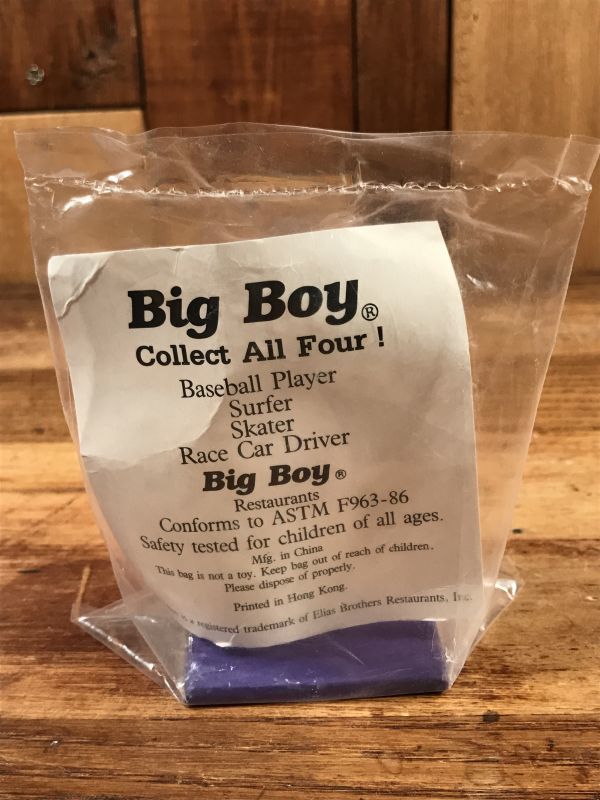 Big Boy®
Collect All Four !
Baseball Player
Surfer
Skater
Race Car Driver
Big Boy®
Restaurants
Conforms to ASTM F963-86
Safety tested for children of all ages.
Mfg. in China
This bag is not a toy. Keep bag out of reach of children.
Please dispose of properly.
Printed in Hong Kong.
is a registered trademark of Elias Brothers Restaurants, Inc.